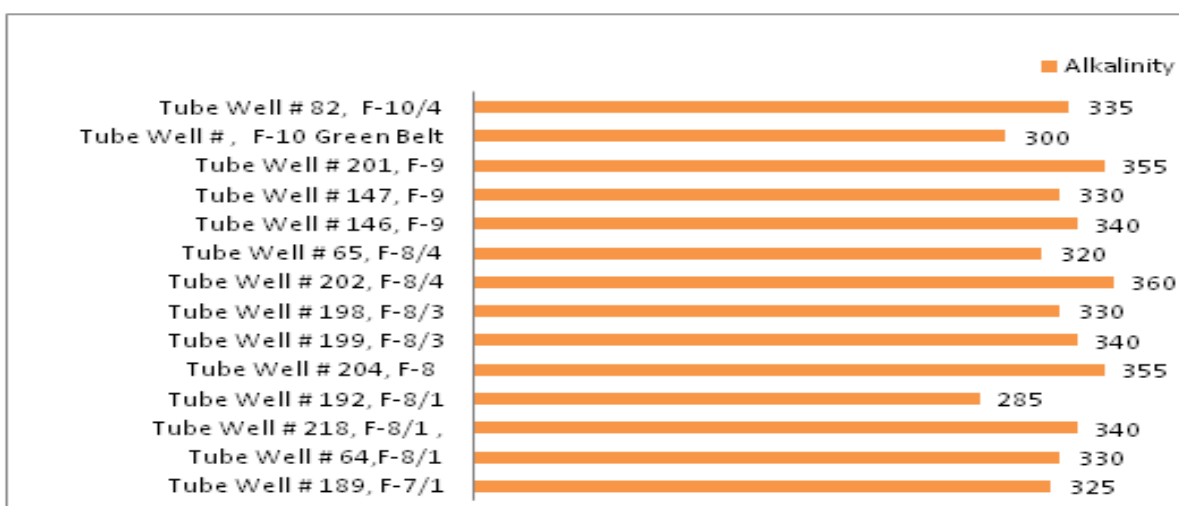 Alkalinity
Tube Well # 82,  F-10/4 335
Tube Well # ,  F-10 Green Belt 300
Tube Well # 201, F-9 355
Tube Well # 147, F-9 330
Tube Well # 146, F-9 340
Tube Well # 65, F-8/4 320
Tube Well # 202, F-8/4 360
Tube Well # 198, F-8/3 330
Tube Well # 199, F-8/3 340
Tube Well # 204, F-8 355
Tube Well # 192, F-8/1 285
Tube Well # 218, F-8/1 , 340
Tube Well # 64,F-8/1 330
Tube Well # 189, F-7/1 325